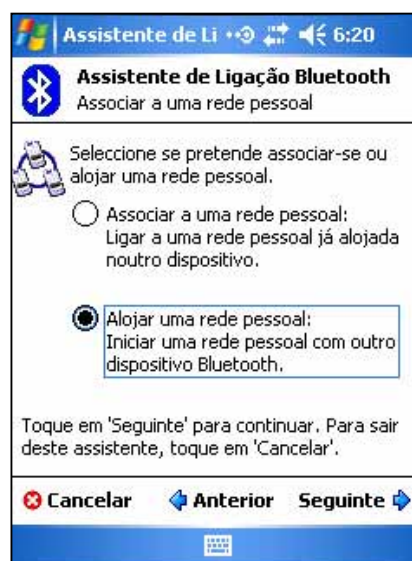 Assistente de Li 6:20
Assistente de Ligação Bluetooth
Associar a uma rede pessoal
Seleccione se pretende associar-se ou
alojar uma rede pessoal.
Associar a uma rede pessoal:
Ligar a uma rede pessoal já alojada
noutro dispositivo.
Alojar uma rede pessoal:
Iniciar uma rede pessoal com outro
dispositivo Bluetooth.
Toque em 'Seguinte' para continuar. Para sair
deste assistente, toque em 'Cancelar'.
Cancelar Anterior Seguinte